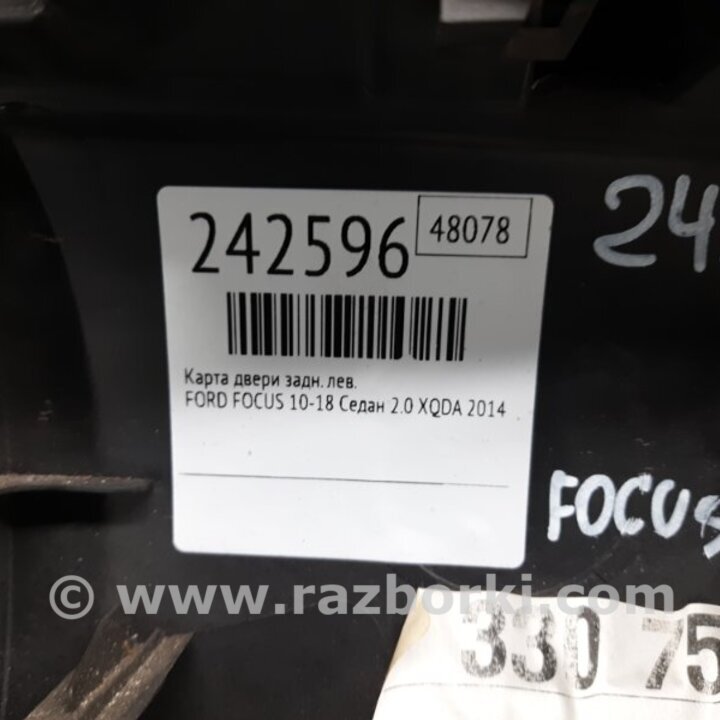 242596 48078
24
Карта двери задн. лев.
FORD FOCUS 10-18 Седан 2.0 XQDA 2014
FOCUS
© www.razborki.com
330 75